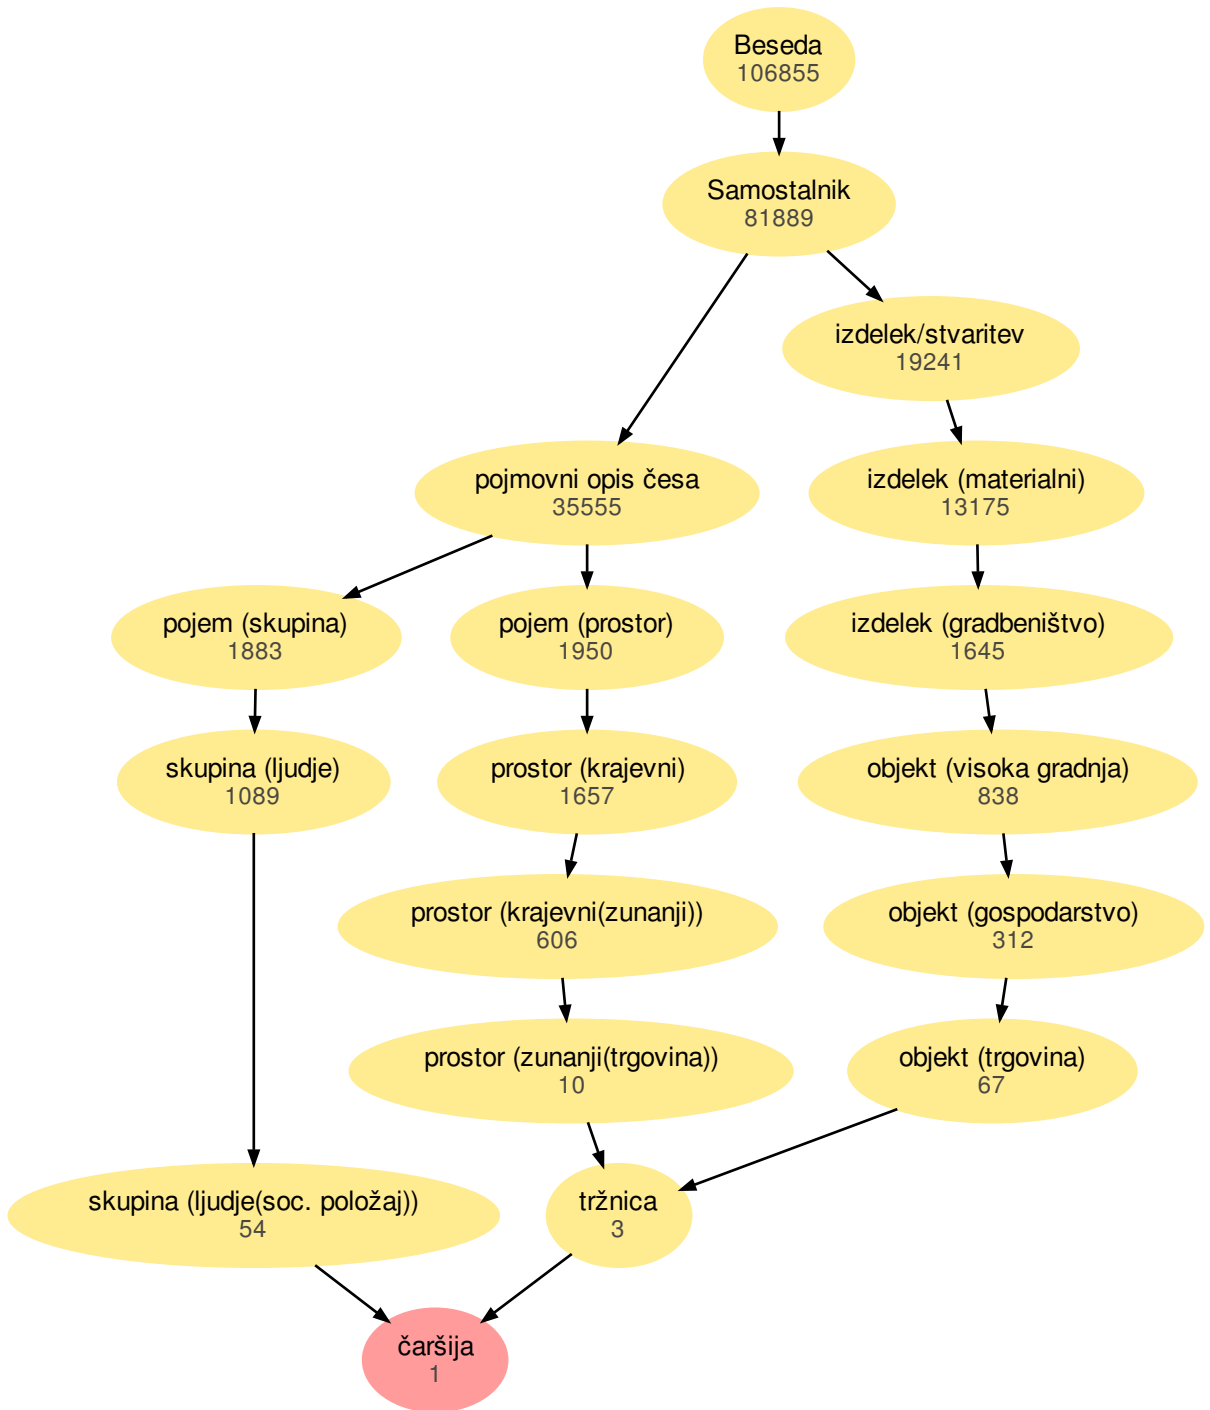 Beseda
106855
Samostalnik
81889
izdelek/stvaritev
19241
pojmovni opis česa
35555
izdelek (materialni)
13175
pojem (skupina)
1883
pojem (prostor)
1950
izdelek (gradbeništvo)
1645
skupina (ljudje)
1089
prostor (krajevni)
1657
objekt (visoka gradnja)
838
prostor (krajevni(zunanji))
606
objekt (gospodarstvo)
312
prostor (zunanji(trgovina))
10
objekt (trgovina)
67
skupina (ljudje(soc. položaj))
54
tržnica
3
čaršija
1